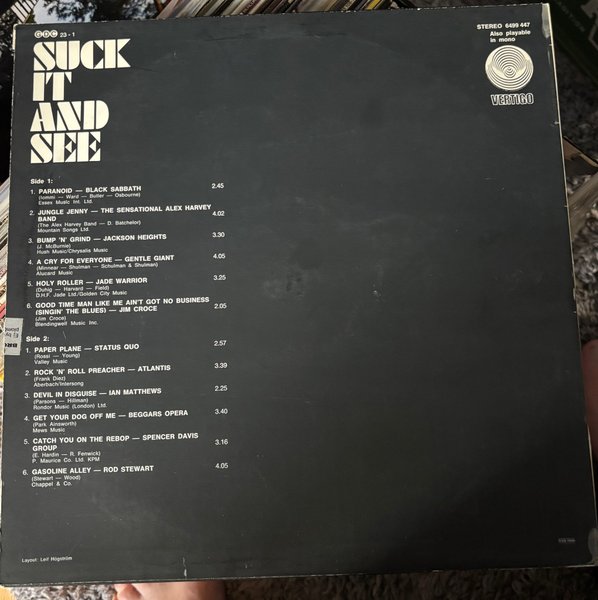 GDC 23-1
STEREO 6499 447
Also playable
in mono
VERTIGO
SUCK
IT
AND
SEE
Side 1:
1. PARANOID — BLACK SABBATH 2.45
(Iommi — Ward — Butler — Osbourne)
Essex Music Int. Ltd.
2. JUNGLE JENNY — THE SENSATIONAL ALEX HARVEY
BAND 4.02
(The Alex Harvey Band — D. Batchelor)
Mountain Songs Ltd.
3. BUMP 'N' GRIND — JACKSON HEIGHTS 3.30
(J. McBurnie)
Hush Music/Chrysalis Music
4. A CRY FOR EVERYONE — GENTLE GIANT 4.05
(Minnear — Shulman — Schulman & Shulman)
Alucard Music
5. HOLY ROLLER — JADE WARRIOR 3.25
(Duhig — Harvard — Field)
D.H.F. Jade Ltd./Golden City Music
6. GOOD TIME MAN LIKE ME AIN'T GOT NO BUSINESS
(SINGIN' THE BLUES) — JIM CROCE 2.05
(Jim Croce)
Blendingwell Music Inc.
Side 2:
1. PAPER PLANE — STATUS QUO 2.57
(Rossi — Young)
Valley Music
2. ROCK 'N' ROLL PREACHER — ATLANTIS 3.39
(Frank Diez)
Aberbach/Intersong
3. DEVIL IN DISGUISE — IAN MATTHEWS 2.25
(Parsons — Hillman)
Rondor Music (London) Ltd.
4. GET YOUR DOG OFF ME — BEGGARS OPERA 3.40
(Park Ainsworth)
Mews Music
5. CATCH YOU ON THE REBOP — SPENCER DAVIS
GROUP 3.16
(E. Hardin — R. Fenwick)
P. Maurice Co. Ltd. KPM
6. GASOLINE ALLEY — ROD STEWART 4.05
(Stewart — Wood)
Chappel & Co.
Layout: Leif Högström